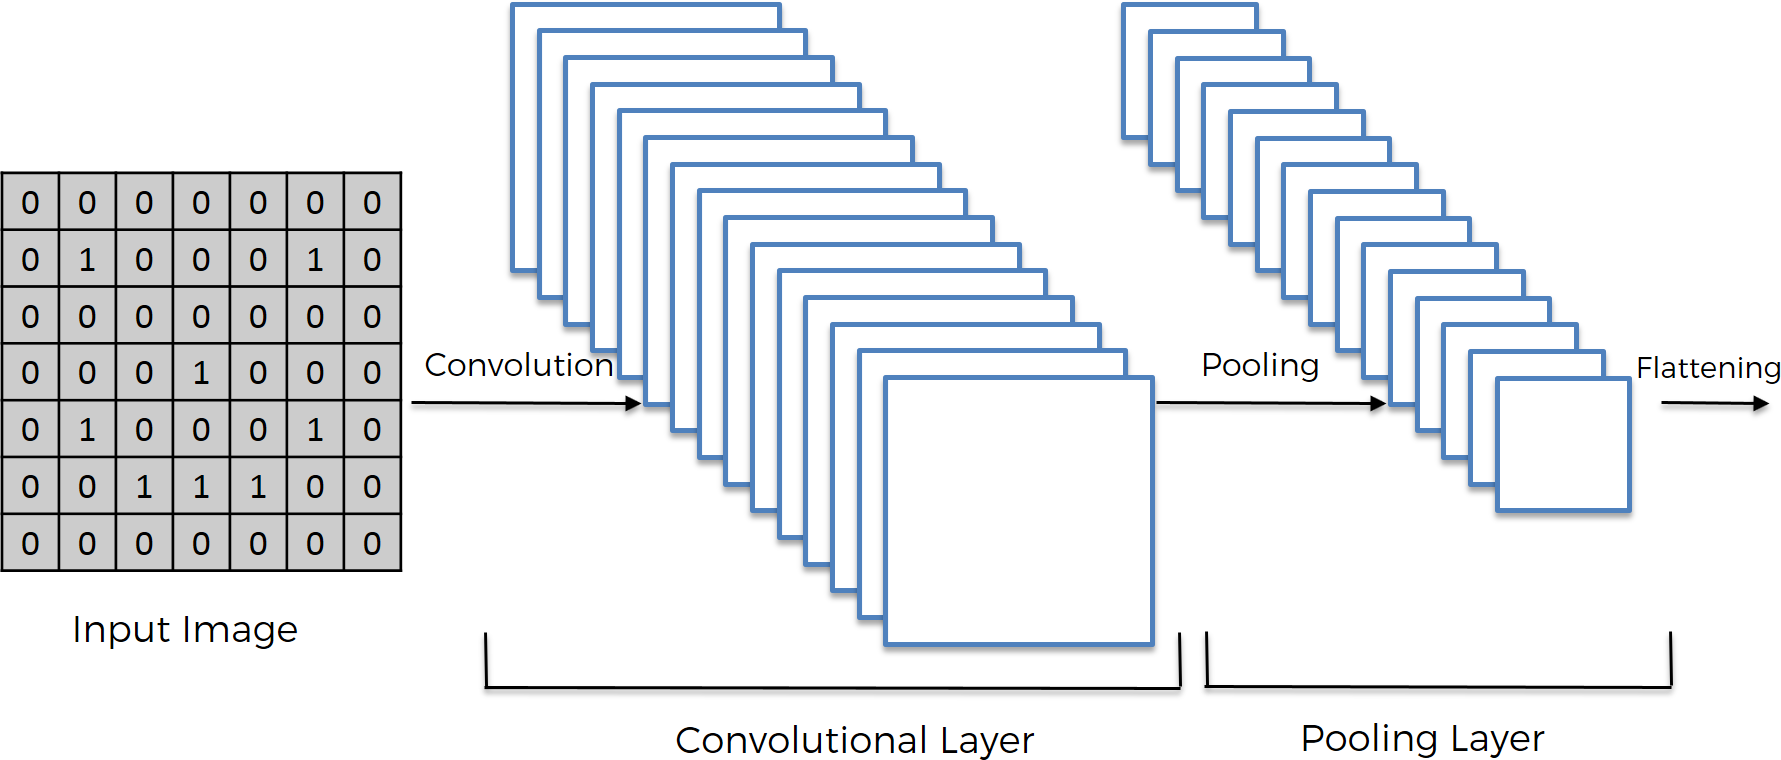 0 0 0 0 0 0 0
0 1 0 0 0 1 0
0 0 0 0 0 0 0
0 0 0 1 0 0 0
0 1 0 0 0 1 0
0 0 1 1 1 0 0
0 0 0 0 0 0 0
Input Image
Convolution
Convolutional Layer
Pooling
Pooling Layer
Flattening